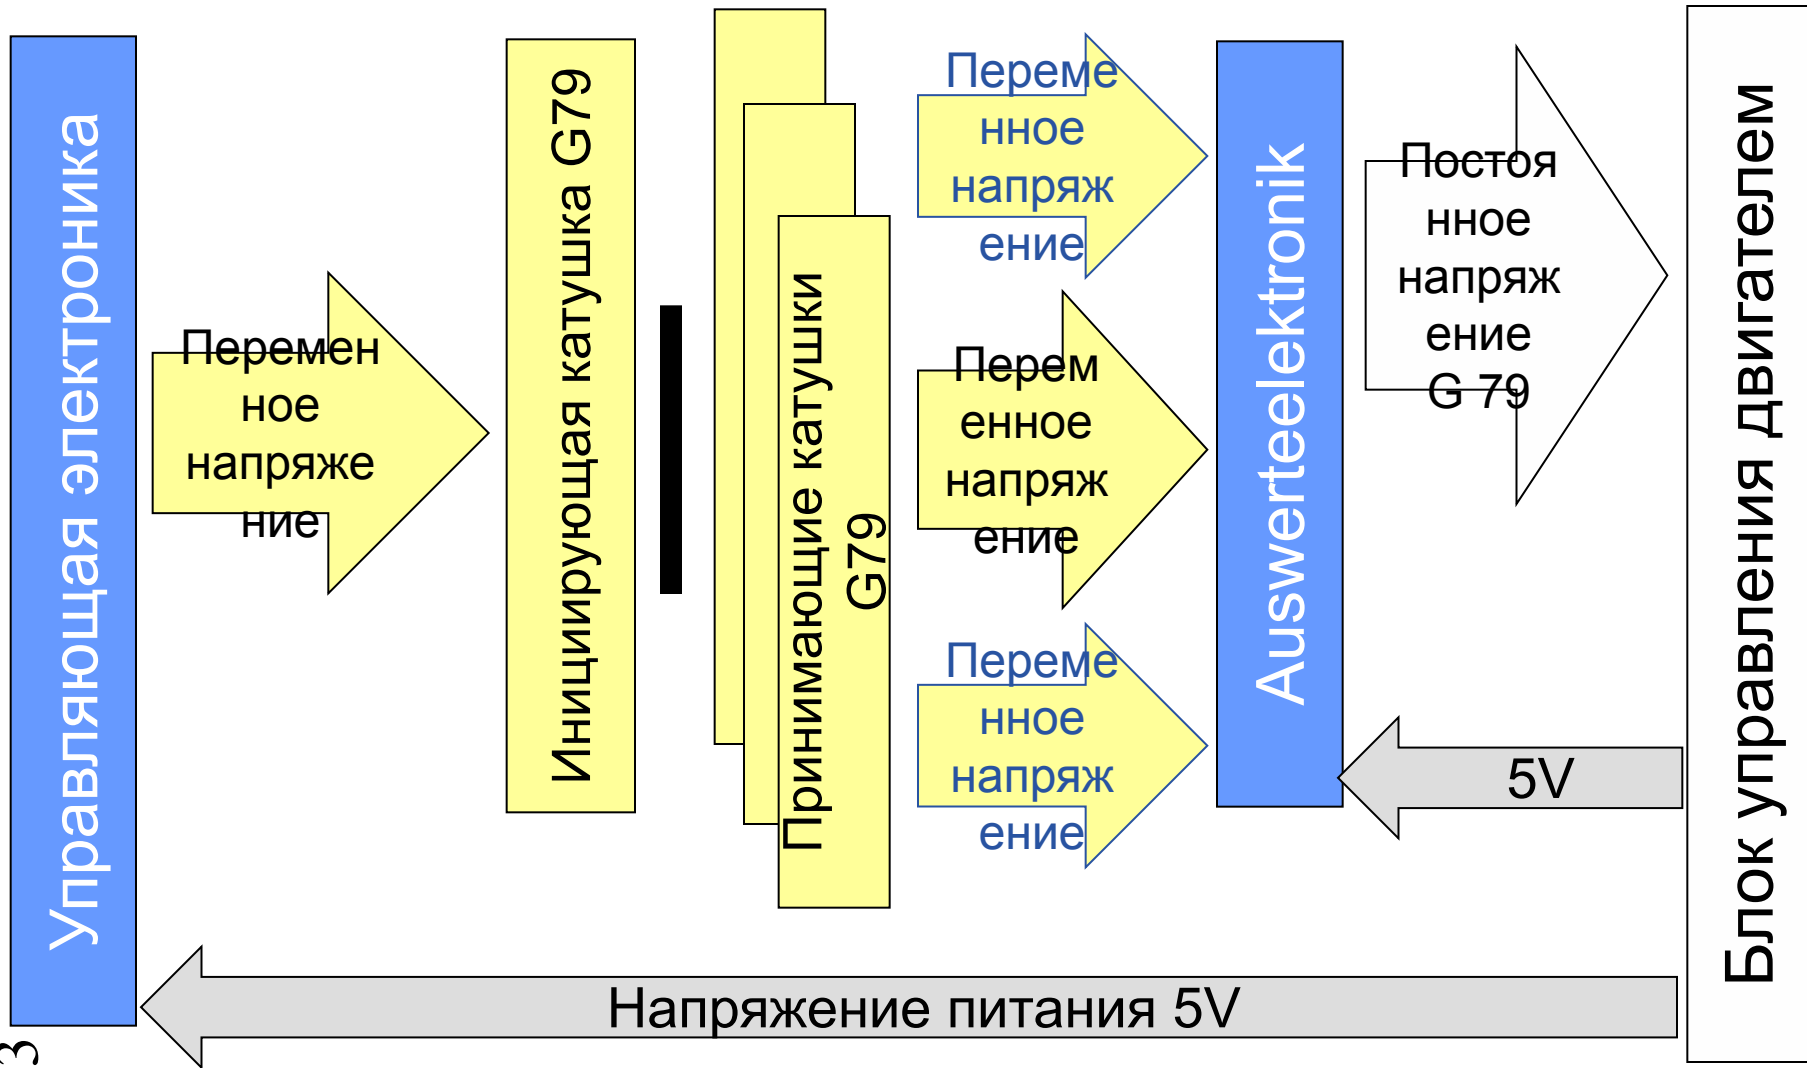 Управляющая электроника
Перемен
ное
напряже
ние
Инициирующая катушка G79
Принимающие катушки
G79
Переме
нное
напряж
ение
Перем
енное
напряж
ение
Переме
нное
напряж
ение
Auswerteelektronik
Постоя
нное
напряж
ение
G 79
5V
Блок управления двигателем
Напряжение питания 5V
3